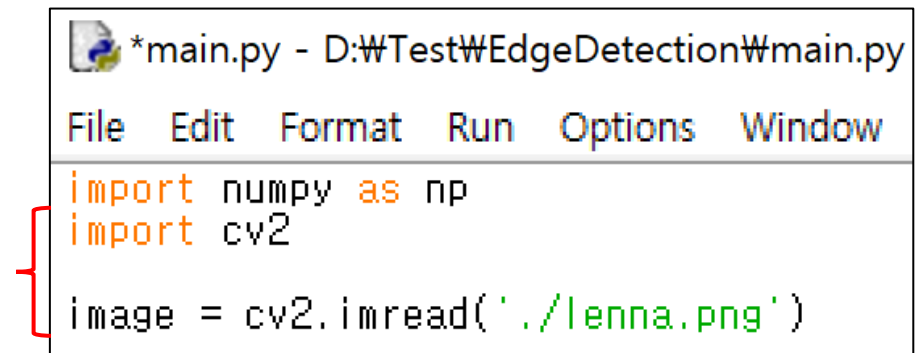 *main.py - D:₩Test₩EdgeDetection₩main.py
File Edit Format Run Options Window
import numpy as np
import cv2
image = cv2.imread('./lenna.png')